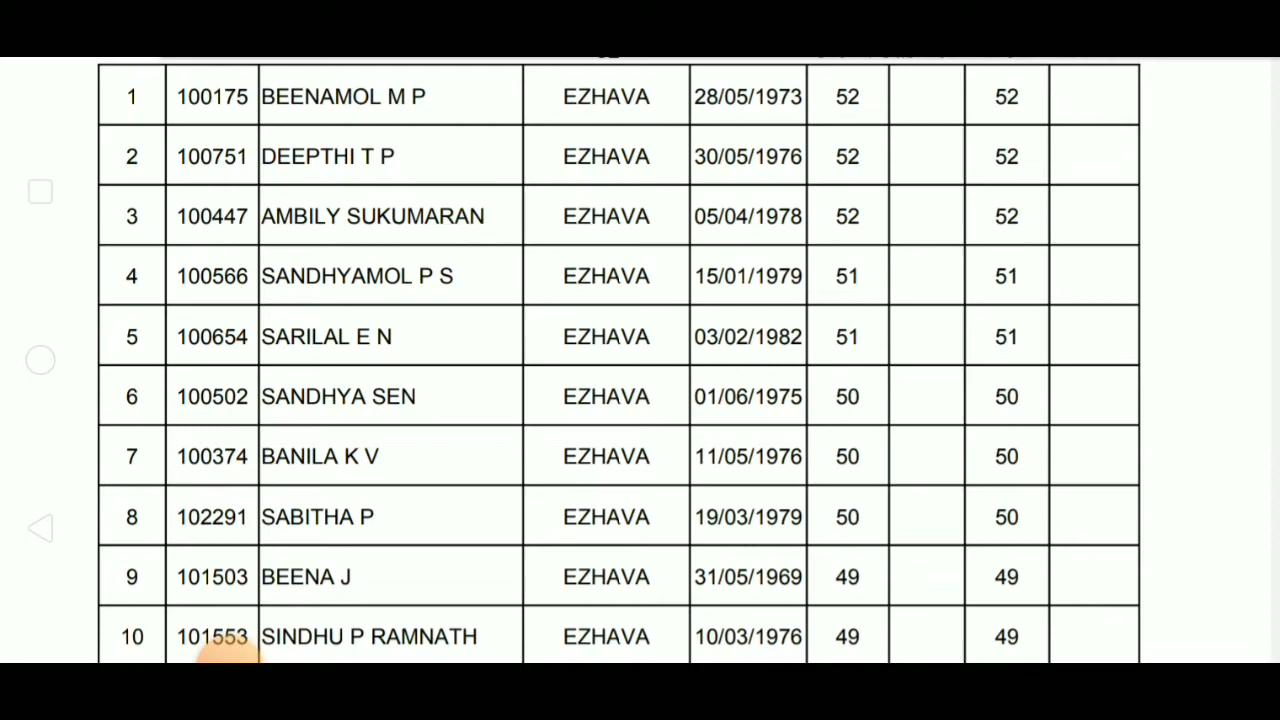 1 100175 BEENAMOL M P EZHAVA 28/05/1973 52 52
2 100751 DEEPTHI T P EZHAVA 30/05/1976 52 52
3 100447 AMBILY SUKUMARAN EZHAVA 05/04/1978 52 52
4 100566 SANDHYAMOL P S EZHAVA 15/01/1979 51 51
5 100654 SARILAL E N EZHAVA 03/02/1982 51 51
6 100502 SANDHYA SEN EZHAVA 01/06/1975 50 50
7 100374 BANILA K V EZHAVA 11/05/1976 50 50
8 102291 SABITHA P EZHAVA 19/03/1979 50 50
9 101503 BEENA J EZHAVA 31/05/1969 49 49
10 101553 SINDHU P RAMNATH EZHAVA 10/03/1976 49 49